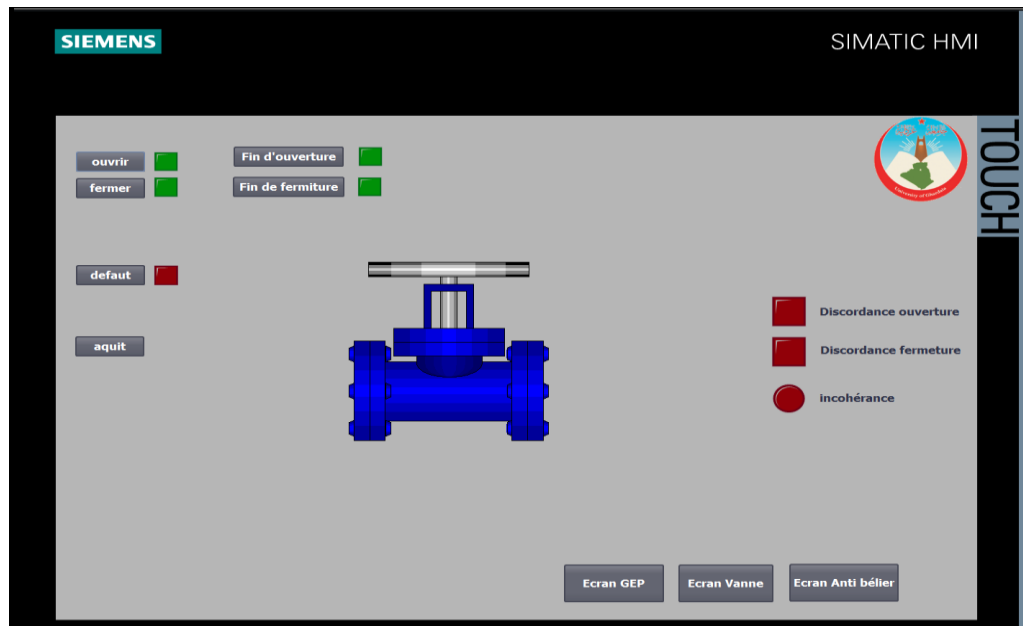 SIEMENS
SIMATIC HMI
TOUCH
ouvrir
Fin d'ouverture
fermer
Fin de fermiture
defaut
aquit
Discordance ouverture
Discordance fermeture
incohérance
Ecran GEP
Ecran Vanne
Ecran Anti bélier